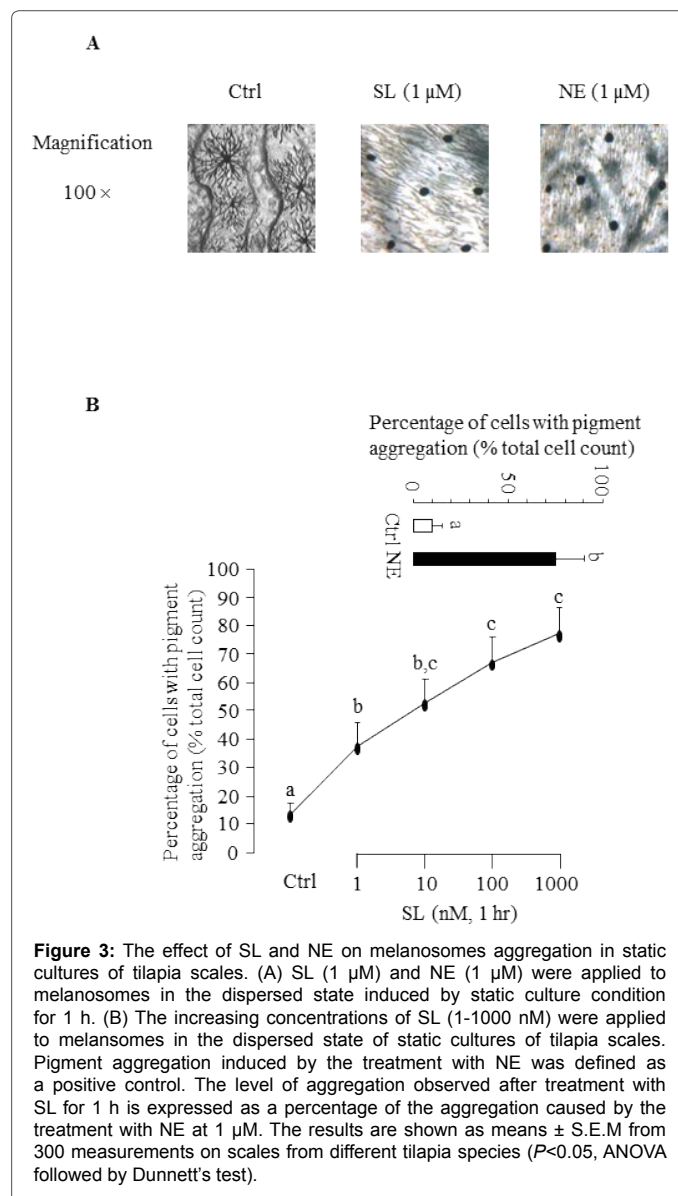 A
Ctrl SL (1 μM) NE (1 μM)
Magnification
100 ×
B
Percentage of cells with pigment
aggregation (% total cell count)
0 50 100
Ctrl a
NE b
Percentage of cells with pigment
aggregation (% total cell count)
100
90
80
70
60
50
40
30
20
10
0
a
b
b,c
c
c
Ctrl 1 10 100 1000
SL (nM, 1 hr)
Figure 3: The effect of SL and NE on melanosomes aggregation in static
cultures of tilapia scales. (A) SL (1 μM) and NE (1 μM) were applied to
melanosomes in the dispersed state induced by static culture condition
for 1 h. (B) The increasing concentrations of SL (1-1000 nM) were applied
to melansomes in the dispersed state of static cultures of tilapia scales.
Pigment aggregation induced by the treatment with NE was defined as
a positive control. The level of aggregation observed after treatment with
SL for 1 h is expressed as a percentage of the aggregation caused by the
treatment with NE at 1 μM. The results are shown as means ± S.E.M from
300 measurements on scales from different tilapia species (P<0.05, ANOVA
followed by Dunnett's test).